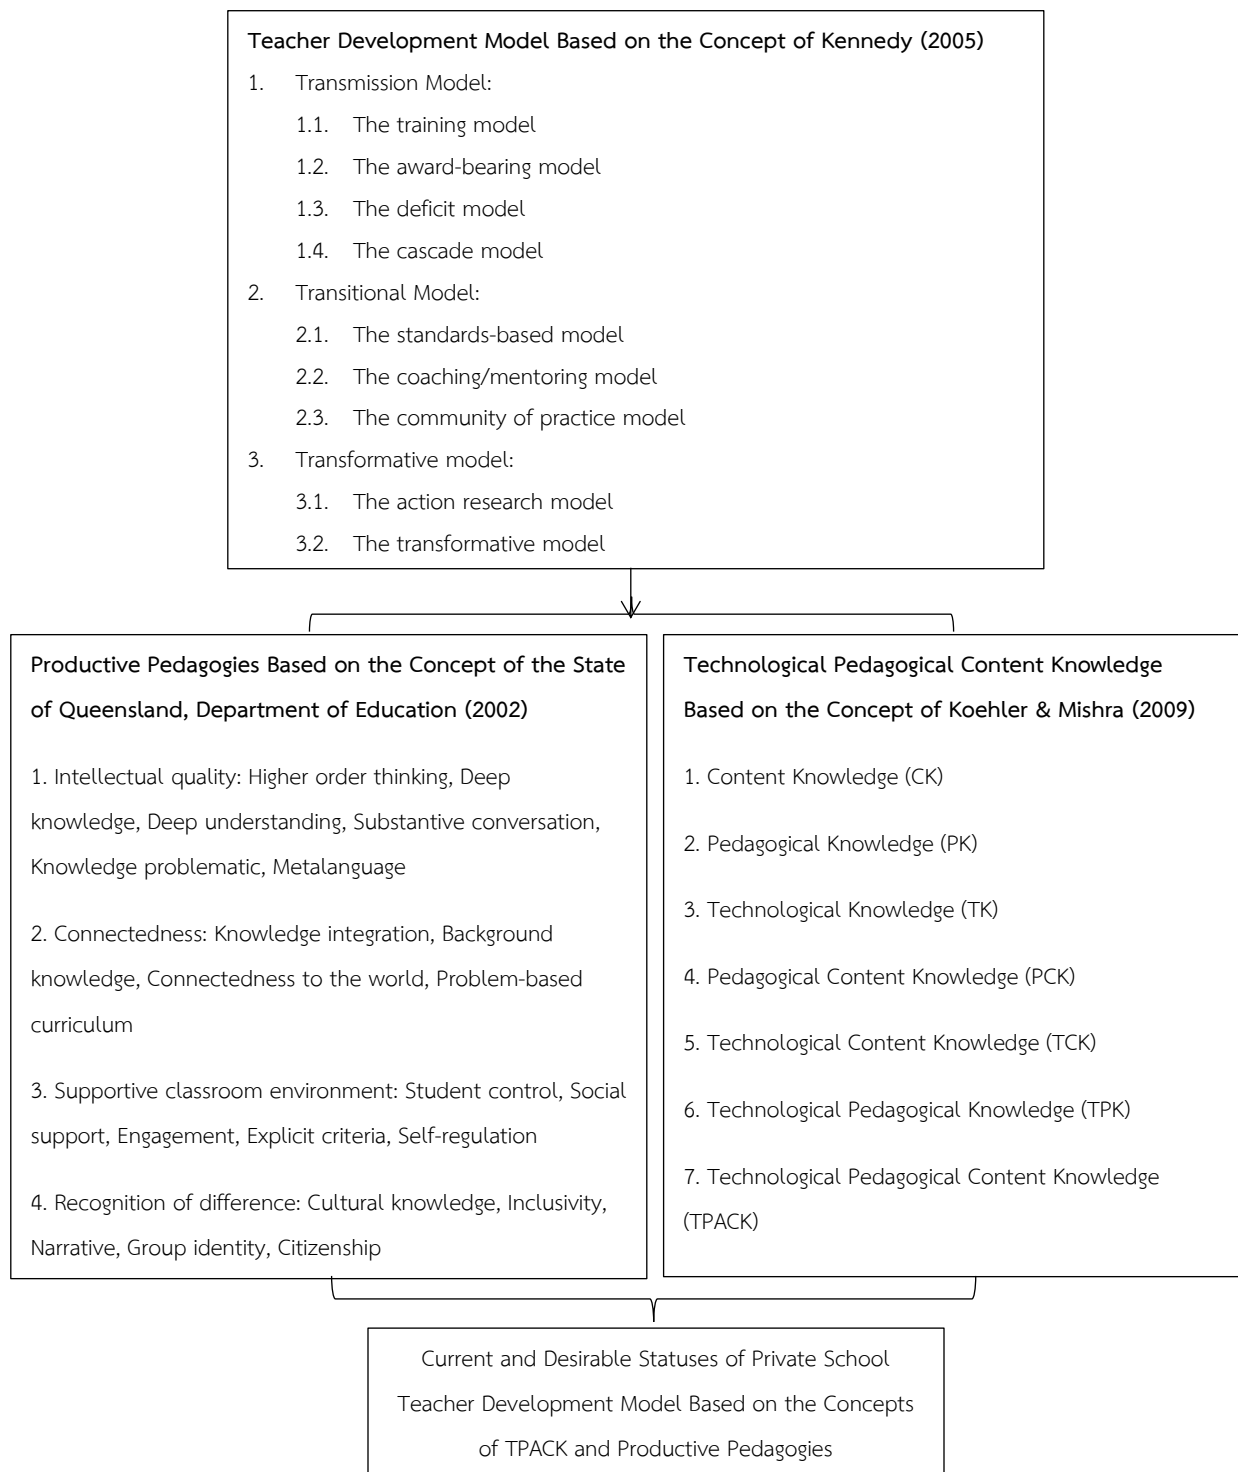 Teacher Development Model Based on the Concept of Kennedy (2005)
1. Transmission Model:
1.1. The training model
1.2. The award-bearing model
1.3. The deficit model
1.4. The cascade model
2. Transitional Model:
2.1. The standards-based model
2.2. The coaching/mentoring model
2.3. The community of practice model
3. Transformative model:
3.1. The action research model
3.2. The transformative model
Productive Pedagogies Based on the Concept of the State
of Queensland, Department of Education (2002)
1. Intellectual quality: Higher order thinking, Deep
knowledge, Deep understanding, Substantive conversation,
Knowledge problematic, Metalanguage
2. Connectedness: Knowledge integration, Background
knowledge, Connectedness to the world, Problem-based
curriculum
3. Supportive classroom environment: Student control, Social
support, Engagement, Explicit criteria, Self-regulation
4. Recognition of difference: Cultural knowledge, Inclusivity,
Narrative, Group identity, Citizenship
Technological Pedagogical Content Knowledge
Based on the Concept of Koehler & Mishra (2009)
1. Content Knowledge (CK)
2. Pedagogical Knowledge (PK)
3. Technological Knowledge (TK)
4. Pedagogical Content Knowledge (PCK)
5. Technological Content Knowledge (TCK)
6. Technological Pedagogical Knowledge (TPK)
7. Technological Pedagogical Content Knowledge
(TPACK)
Current and Desirable Statuses of Private School
Teacher Development Model Based on the Concepts
of TPACK and Productive Pedagogies